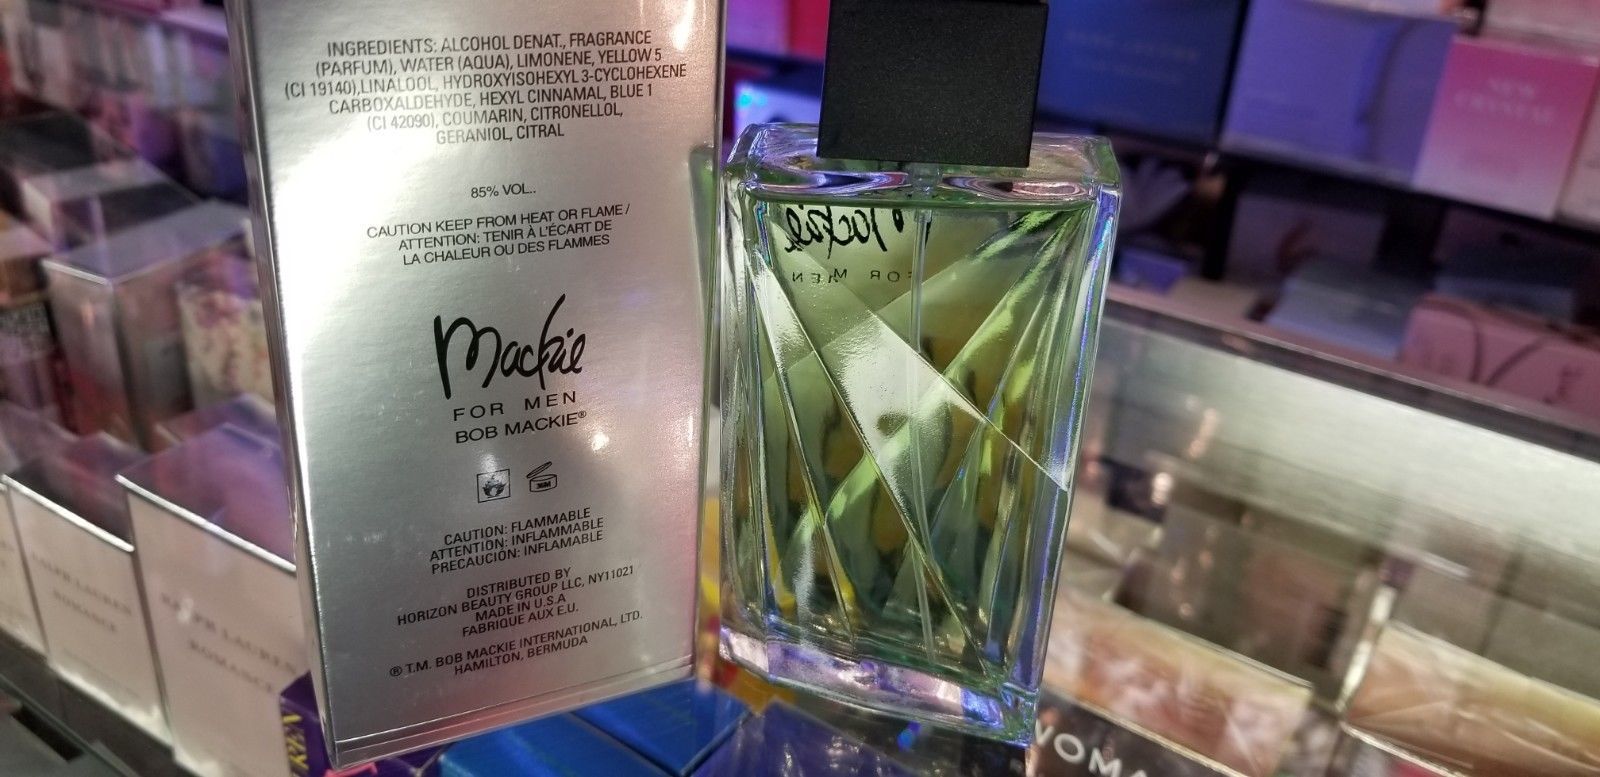 INGREDIENTS: ALCOHOL DENAT., FRAGRANCE
(PARFUM), WATER (AQUA), LIMONENE, YELLOW 5
(CI 19140),LINALOOL, HYDROXYISOHEXYL 3-CYCLOHEXENE
CARBOXALDEHYDE, HEXYL CINNAMAL, BLUE 1
(CI 42090), COUMARIN, CITRONELLOL,
GERANIOL, CITRAL
85% VOL..
CAUTION KEEP FROM HEAT OR FLAME /
ATTENTION: TENIR À L'ÉCART DE
LA CHALEUR OU DES FLAMMES
Mackie
FOR MEN
BOB MACKIE®
36M
CAUTION: FLAMMABLE
ATTENTION: INFLAMMABLE
PRECAUCIÓN: INFLAMABLE
DISTRIBUTED BY
HORIZON BEAUTY GROUP LLC, NY11021
MADE IN U.S.A
FABRIQUE AUX E.U.
® T.M. BOB MACKIE INTERNATIONAL, LTD.
HAMILTON, BERMUDA
Mackie
FOR MEN
RALPH LAUREN
ROMANCE
RALPH LAUREN
ROMANCE